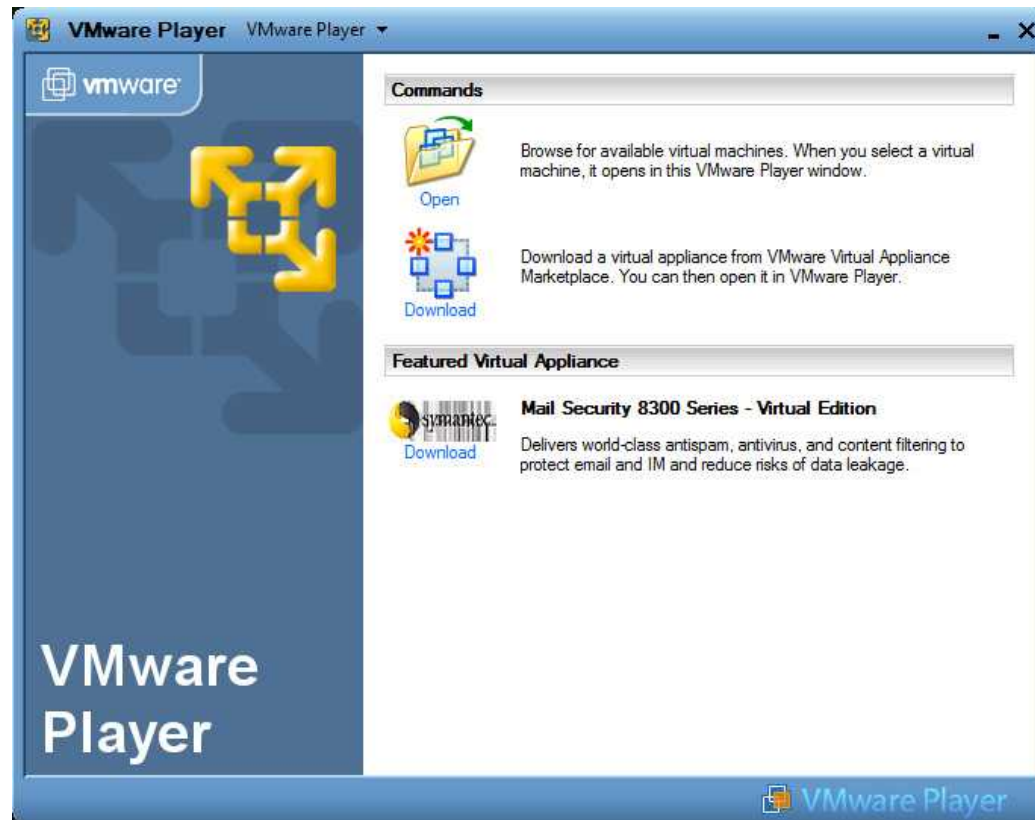 VMware Player VMware Player
vmware
Commands
Open
Browse for available virtual machines. When you select a virtual
machine, it opens in this VMware Player window.
Download
Download a virtual appliance from VMware Virtual Appliance
Marketplace. You can then open it in VMware Player.
Featured Virtual Appliance
symantec.
Download
Mail Security 8300 Series - Virtual Edition
Delivers world-class antispam, antivirus, and content filtering to
protect email and IM and reduce risks of data leakage.
VMware
Player
VMware Player